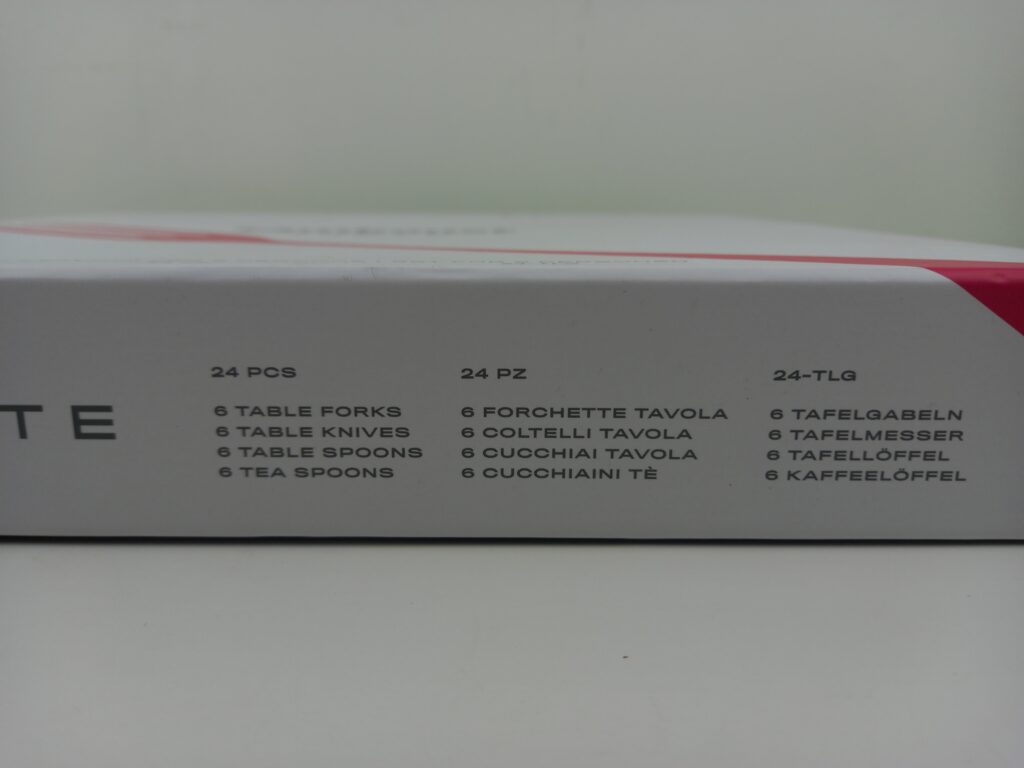 TE
24 PCS
6 TABLE FORKS
6 TABLE KNIVES
6 TABLE SPOONS
6 TEA SPOONS
24 PZ
6 FORCHETTE TAVOLA
6 COLTELLI TAVOLA
6 CUCCHIAI TAVOLA
6 CUCCHIAINI TÈ
24-TLG
6 TAFELGABELN
6 TAFELMESSER
6 TAFELLÖFFEL
6 KAFFEELÖFFEL